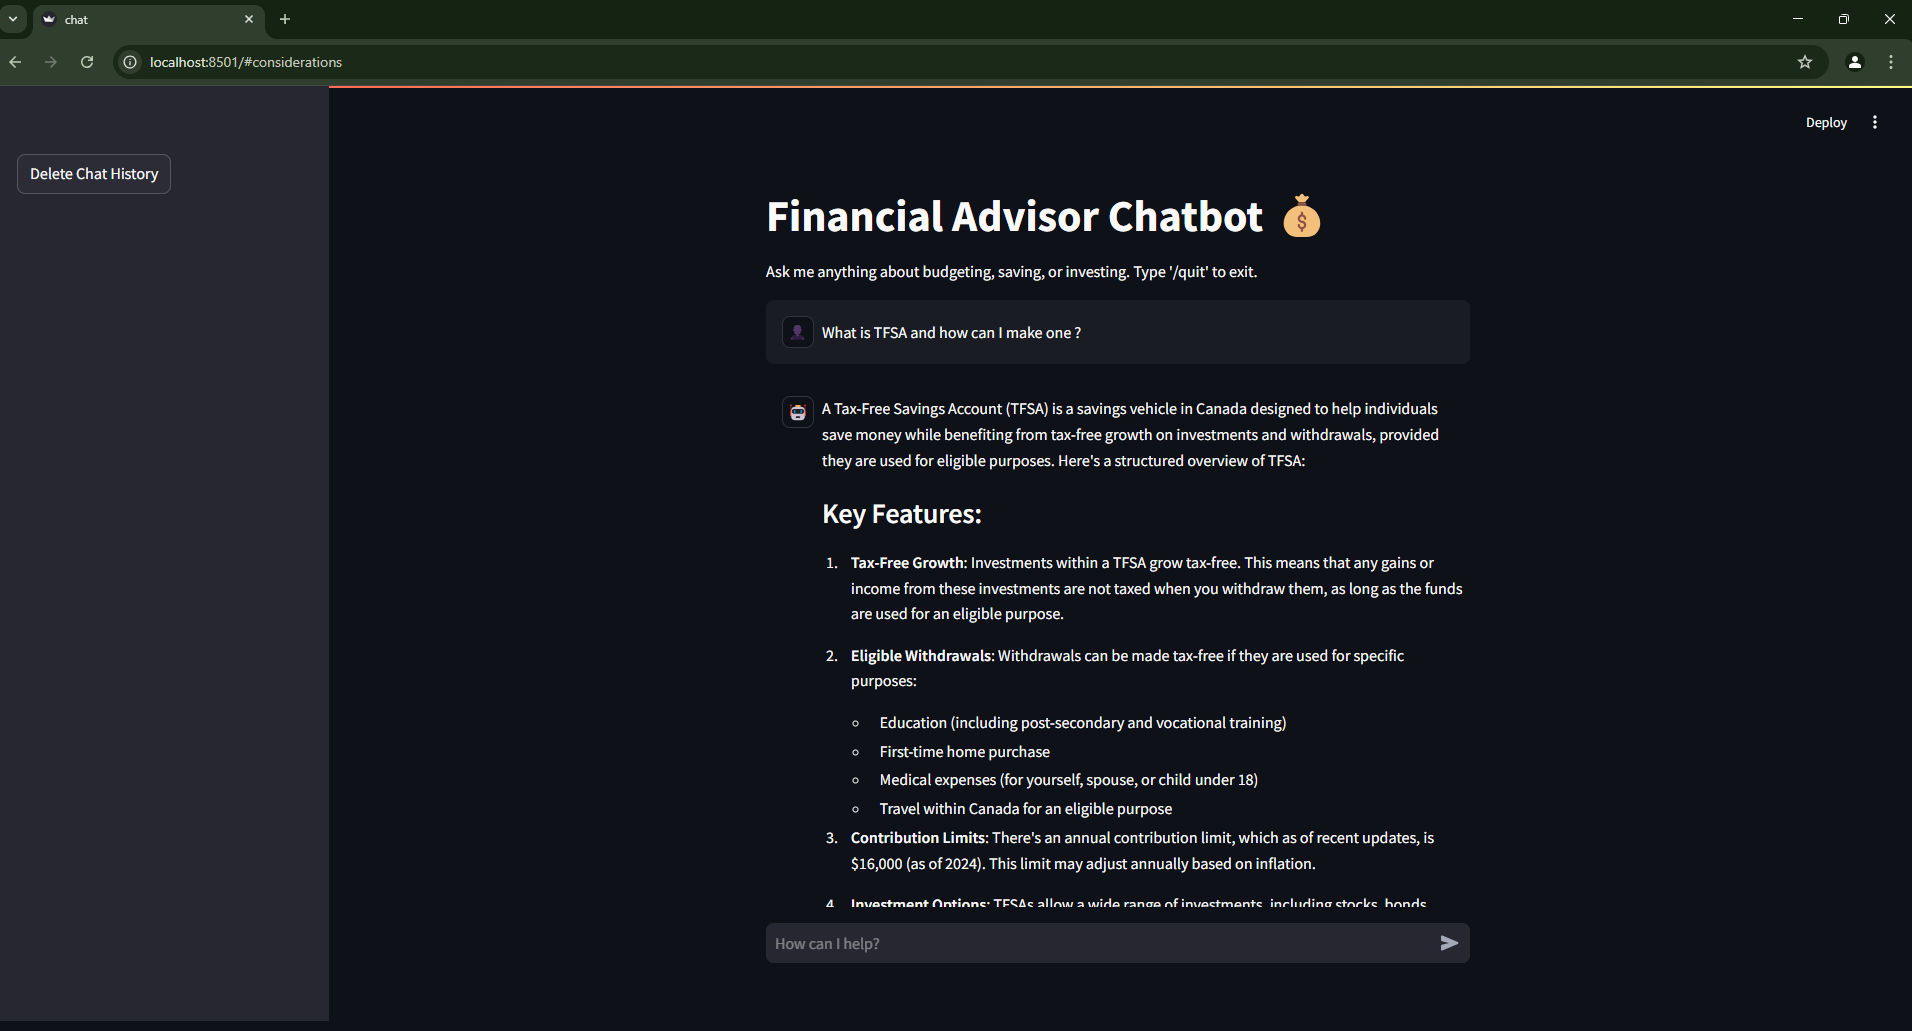 chat
localhost:8501/#considerations
Deploy
Delete Chat History
Financial Advisor Chatbot
Ask me anything about budgeting, saving, or investing. Type '/quit' to exit.
What is TFSA and how can I make one ?
A Tax-Free Savings Account (TFSA) is a savings vehicle in Canada designed to help individuals
save money while benefiting from tax-free growth on investments and withdrawals, provided
they are used for eligible purposes. Here's a structured overview of TFSA:
Key Features:
1. Tax-Free Growth: Investments within a TFSA grow tax-free. This means that any gains or
income from these investments are not taxed when you withdraw them, as long as the funds
are used for an eligible purpose.
2. Eligible Withdrawals: Withdrawals can be made tax-free if they are used for specific
purposes:
Education (including post-secondary and vocational training)
First-time home purchase
Medical expenses (for yourself, spouse, or child under 18)
Travel within Canada for an eligible purpose
3. Contribution Limits: There's an annual contribution limit, which as of recent updates, is
$16,000 (as of 2024). This limit may adjust annually based on inflation.
4. Investment Options: TFSAs allow a wide range of investments, including stocks, bonds,
How can I help?